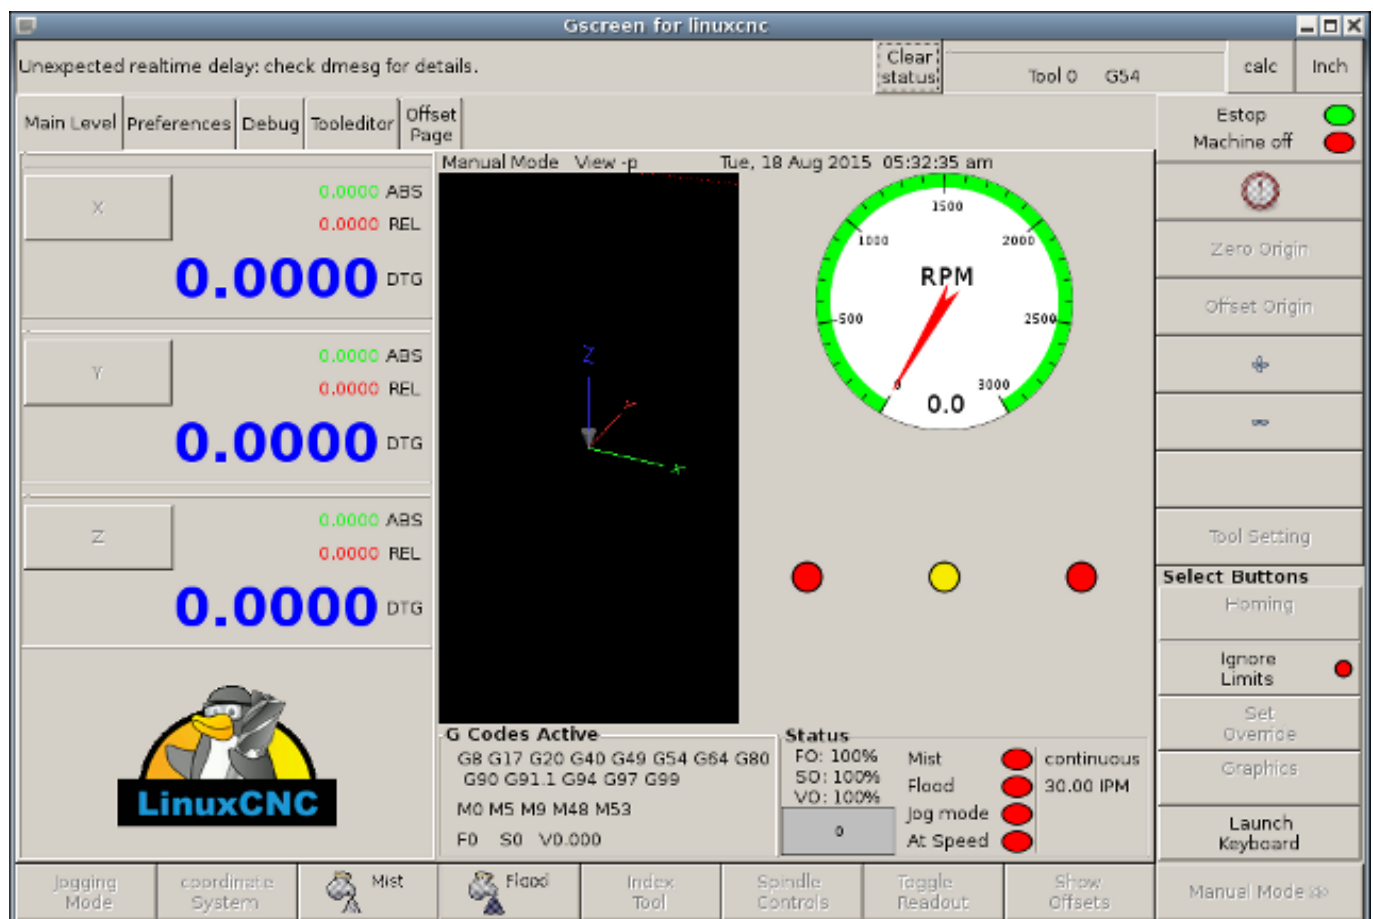 Gscreen for linuxcnc
Unexpected realtime delay: check dmesg for details.
Clear
status
Tool 0 G54
calc
Inch
Main Level
Preferences
Debug
Tooleditor
Offset
Page
Estop
Machine off
Manual Mode View -p Tue, 18 Aug 2015 05:32:35 am
X
0.0000 ABS
0.0000 REL
0.0000 DTG
Y
0.0000 ABS
0.0000 REL
0.0000 DTG
Z
0.0000 ABS
0.0000 REL
0.0000 DTG
LinuxCNC
Z
Y
X
1500
1000
2000
RPM
500
2500
0
3000
0.0
G Codes Active
G8 G17 G20 G40 G49 G54 G64 G80
G90 G91.1 G94 G97 G99
M0 M5 M9 M48 M53
F0 S0 V0.000
Status
FO: 100%
SO: 100%
VO: 100%
0
Mist
Flood
Jog mode
At Speed
continuous
30.00 IPM
Zero Origin
Offset Origin
Tool Setting
Select Buttons
Homing
Ignore
Limits
Set
Override
Graphics
Launch
Keyboard
Jogging
Mode
coordinate
System
Mist
Flood
Index
Tool
Spindle
Controls
Toggle
Readout
Show
Offsets
Manual Mode >>